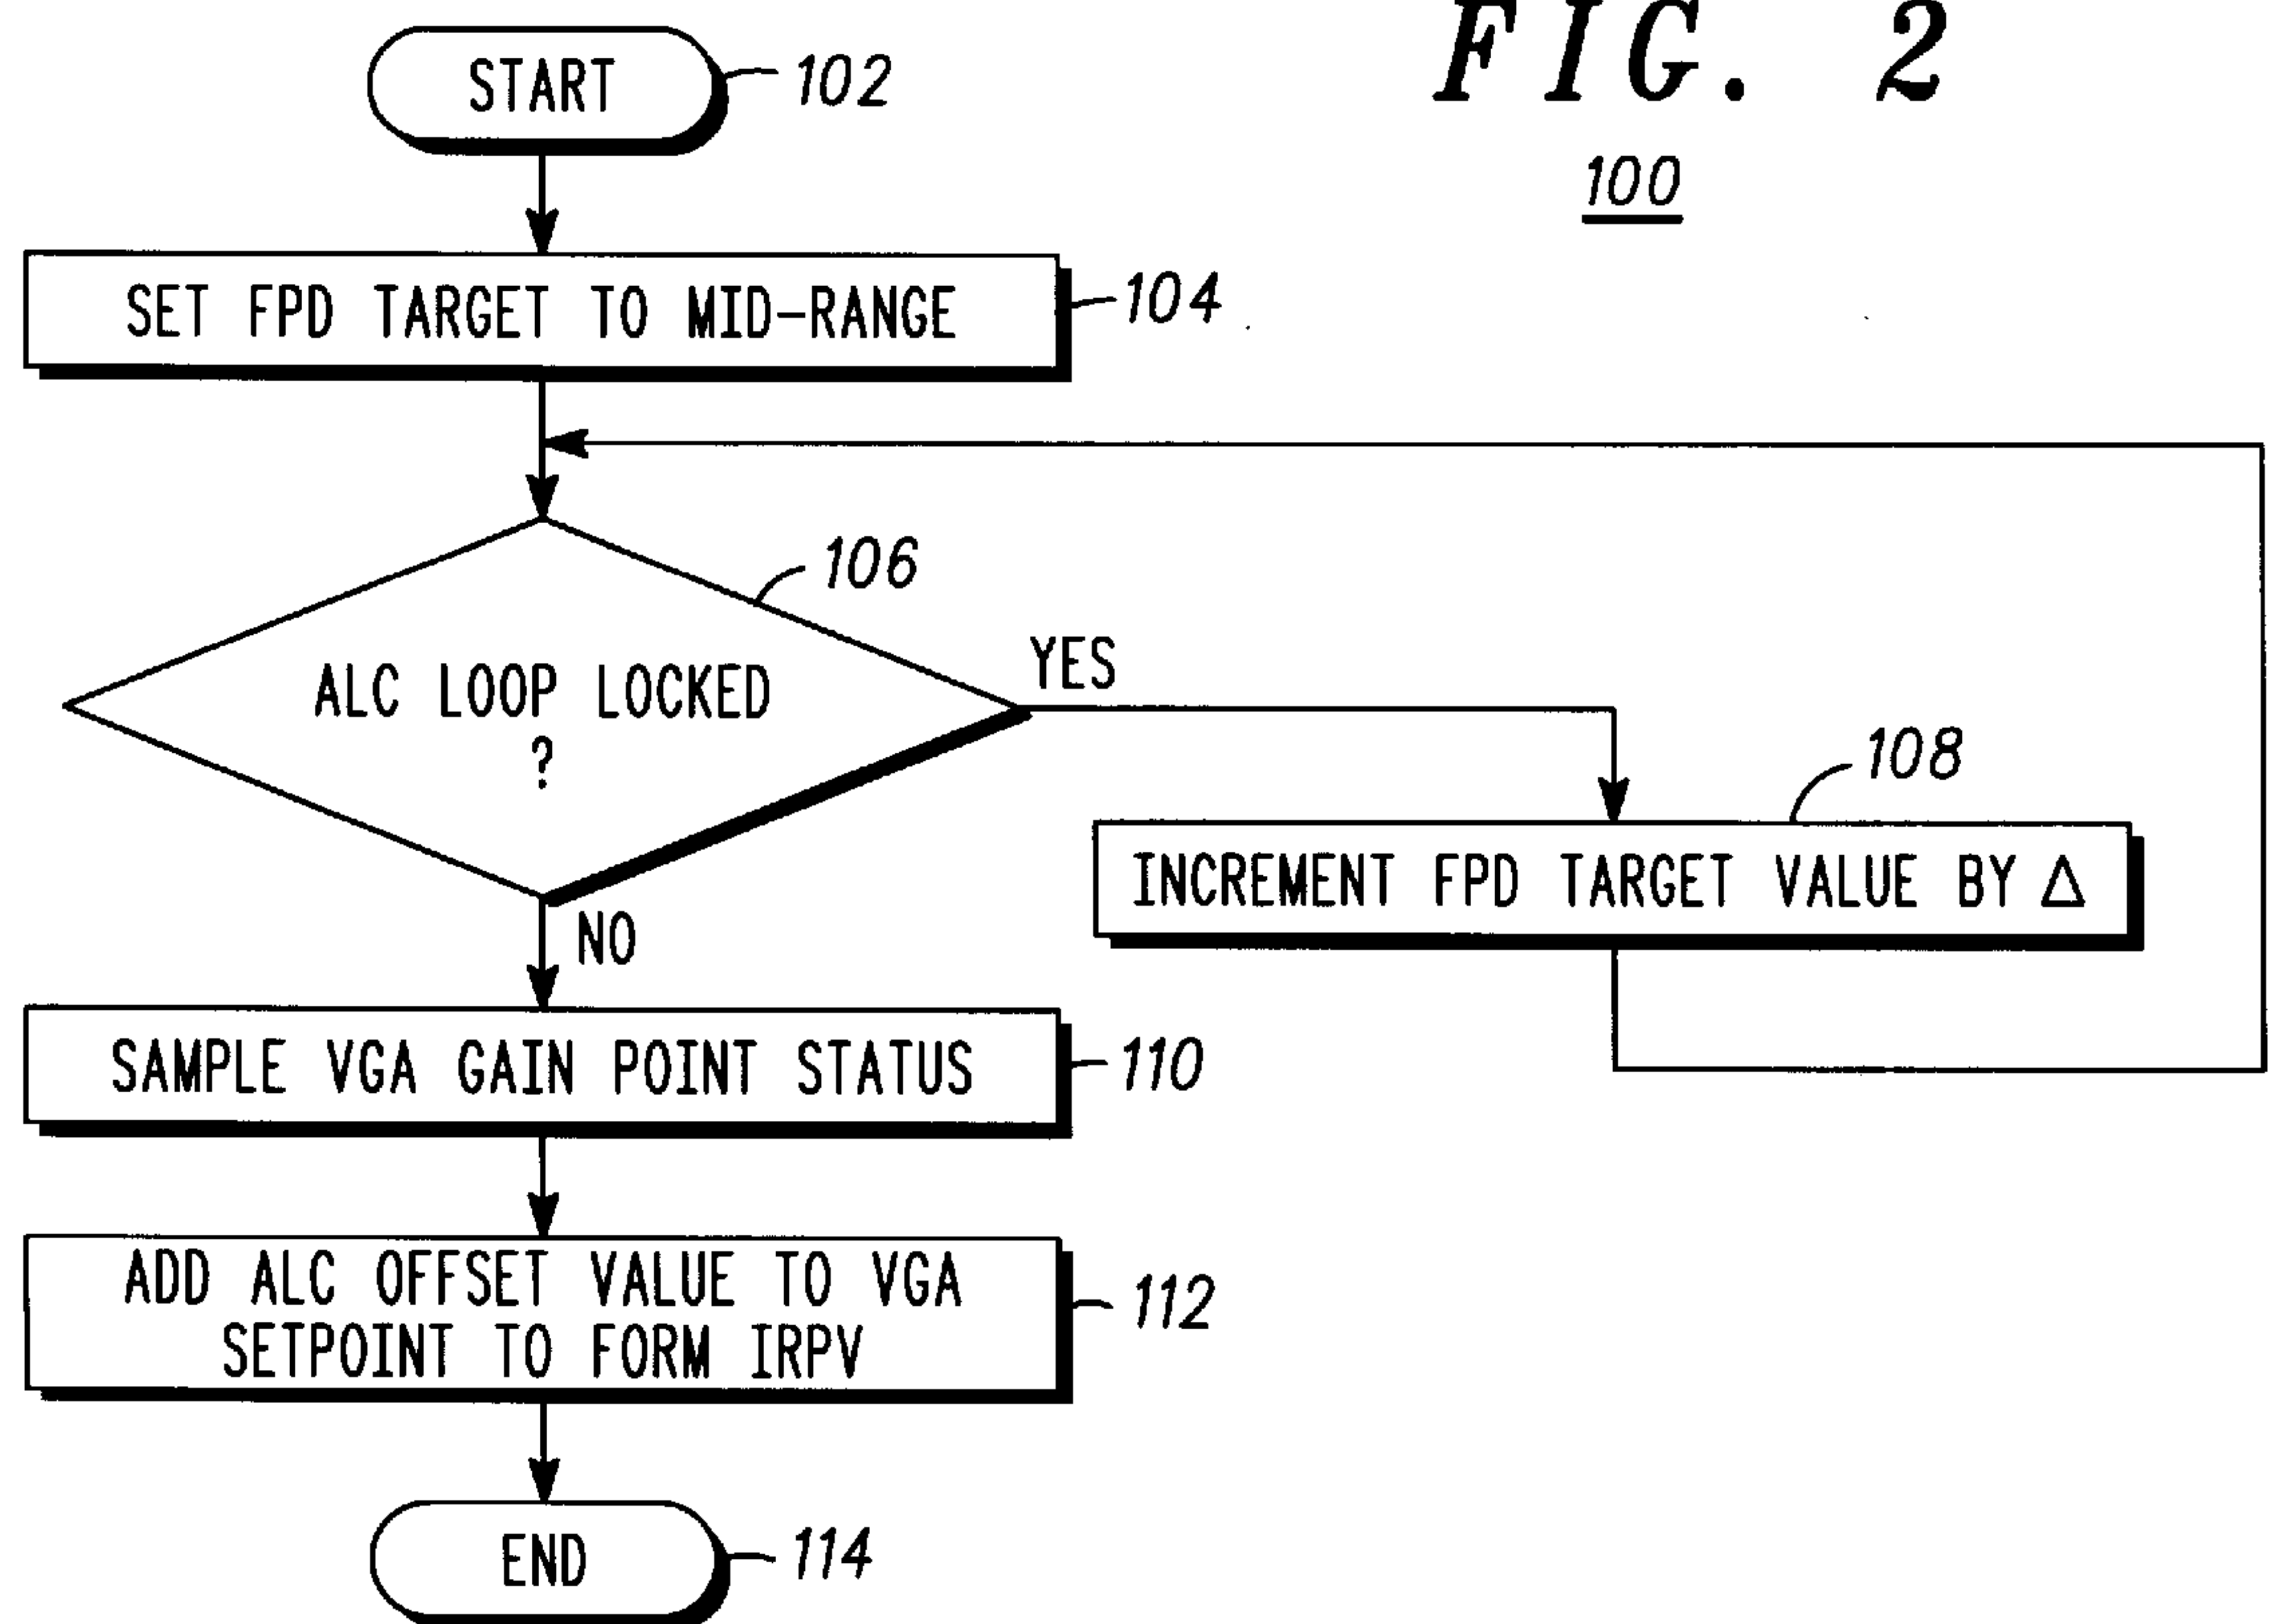 FIG. 2
100
START
102
SET FPD TARGET TO MID-RANGE
104
106
ALC LOOP LOCKED
?
YES
108
INCREMENT FPD TARGET VALUE BY Δ
NO
SAMPLE VGA GAIN POINT STATUS
110
ADD ALC OFFSET VALUE TO VGA
SETPOINT TO FORM IRPV
112
END
114